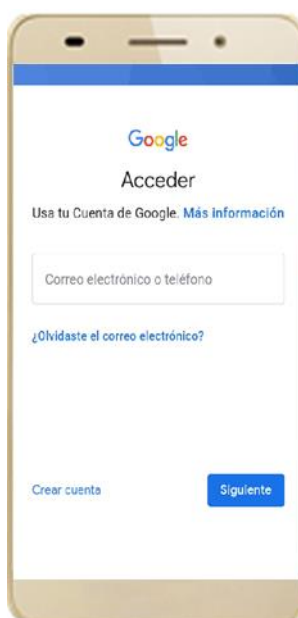 Google
Acceder
Usa tu Cuenta de Google. Más información
Correo electrónico o teléfono
¿Olvidaste el correo electrónico?
Crear cuenta
Siguiente